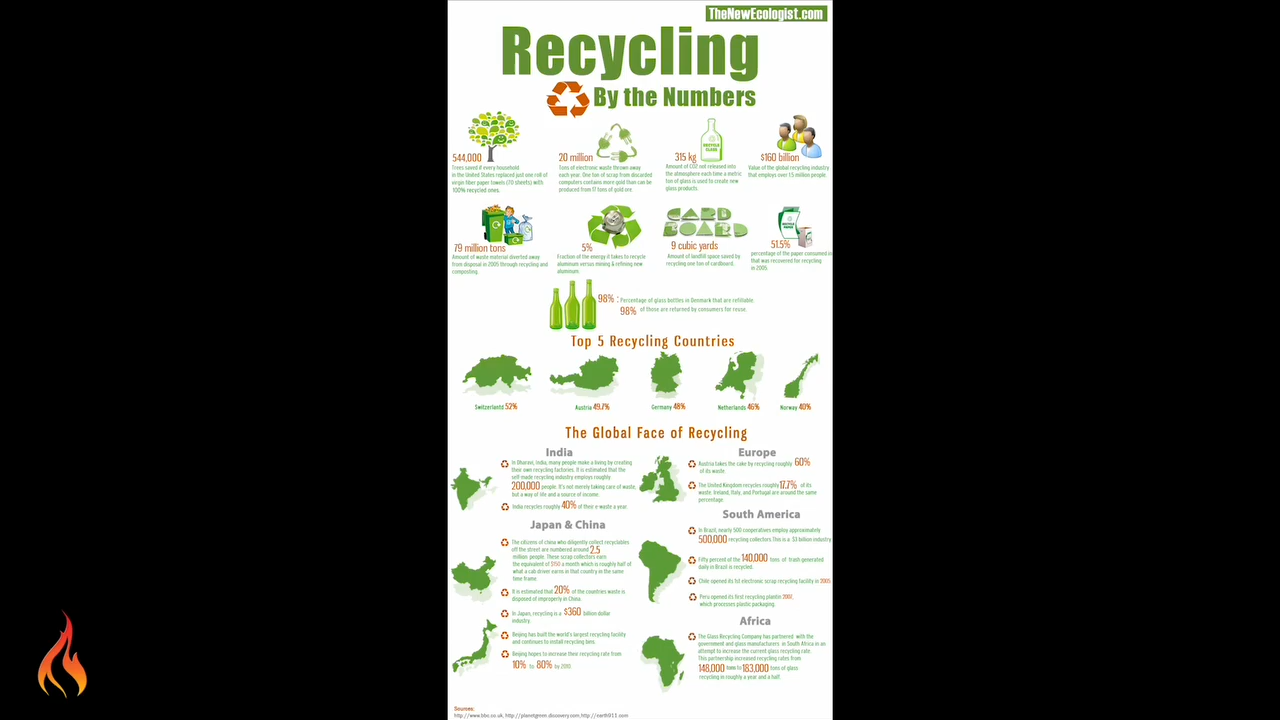 TheNewEcologist.com
Recycling
By the Numbers
544,000
Trees saved if every household
in the United States replaced just one roll of
virgin fiber paper towels (70 sheets) with
100% recycled ones.
20 million
Tons of electronic waste thrown away
each year. One ton of scrap from discarded
computers contains more gold than can be
produced from 17 tons of gold ore.
315 kg
RECYCLE
GLASS
Amount of CO2 not released into
the atmosphere each time a metric
ton of glass is used to create new
glass products.
$160 billion
Value of the global recycling industry
that employs over 1.5 million people.
79 million tons
Amount of waste material diverted away
from disposal in 2005 through recycling and
composting.
5%
Fraction of the energy it takes to recycle
aluminum versus mining & refining new
aluminum.
CARD
BOARD
9 cubic yards
Amount of landfill space saved by
recycling one ton of cardboard.
51.5%
percentage of the paper consumed in
that was recovered for recycling
in 2005.
98% : Percentage of glass bottles in Denmark that are refillable.
98% of those are returned by consumers for reuse.
Top 5 Recycling Countries
Switzerlantd 52%
Austria 49.7%
Germany 48%
Netherlands 46%
Norway 40%
The Global Face of Recycling
India
In Dharavi, India, many people make a living by creating
their own recycling factories. It is estimated that the
self-made recycling industry employs roughly
200,000 people. It's not merely taking care of waste,
but a way of life and a source of income.
India recycles roughly 40% of their e-waste a year.
Japan & China
The citizens of china who diligently collect recyclables
off the street are numbered around 2.5
million people. These scrap collectors earn
the equivalent of $150 a month which is roughly half of
what a cab driver earns in that country in the same
time frame.
It is estimated that 20% of the countries waste is
disposed of improperly in China.
In Japan, recycling is a $360 billion dollar
industry.
Beijing has built the world's largest recycling facility
and continues to install recycling bins.
Beijing hopes to increase their recycling rate from
10% to 80% by 2010.
Europe
Austria takes the cake by recycling roughly 60%
of its waste.
The United Kingdom recycles roughly 17.7% of its
waste. Ireland, Italy, and Portugal are around the same
percentage.
South America
In Brazil, nearly 500 cooperatives employ approximately
500,000 recycling collectors .This is a $3 billion industry.
Fifty percent of the 140,000 tons of trash generated
daily in Brazil is recycled.
Chile opened its 1st electronic scrap recycling facility in 2005.
Peru opened its first recycling plantin 2007,
which processes plastic packaging.
Africa
The Glass Recycling Company has partnered with the
government and glass manufacturers in South Africa in an
attempt to increase the current glass recycling rate.
This partnership increased recycling rates from
148,000 tons to 183,000 tons of glass
recycling in roughly a year and a half.
Sources:
http://www.bbc.co.uk, http://planetgreen.discovery.com, http://earth911.com